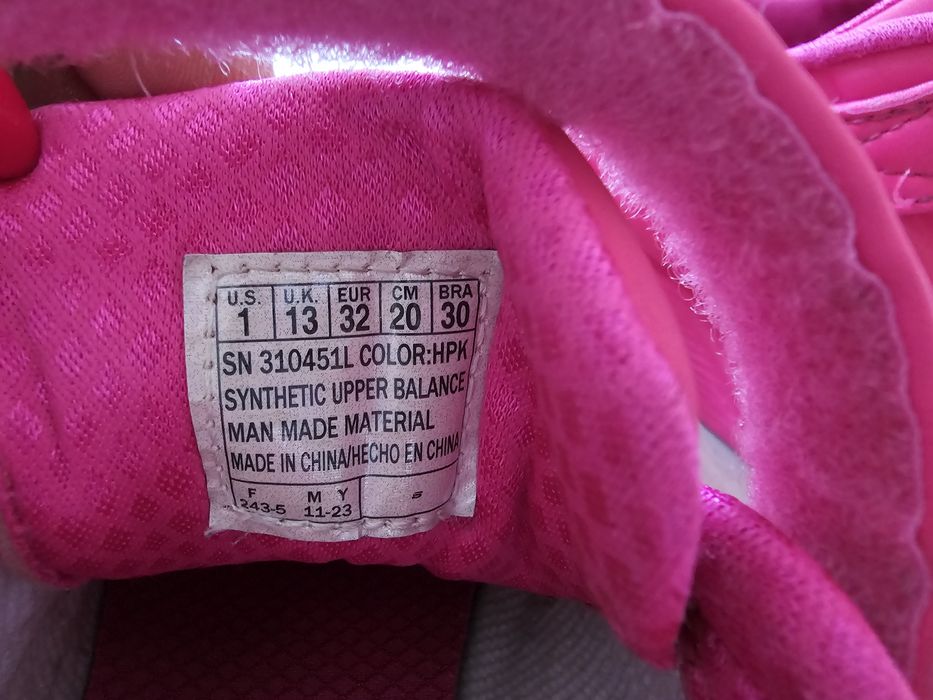 U.S. U.K. EUR CM BRA
1 13 32 20 30
SN 310451L COLOR:HPK
SYNTHETIC UPPER BALANCE
MAN MADE MATERIAL
MADE IN CHINA/HECHO EN CHINA
F M Y
243-5 11-23